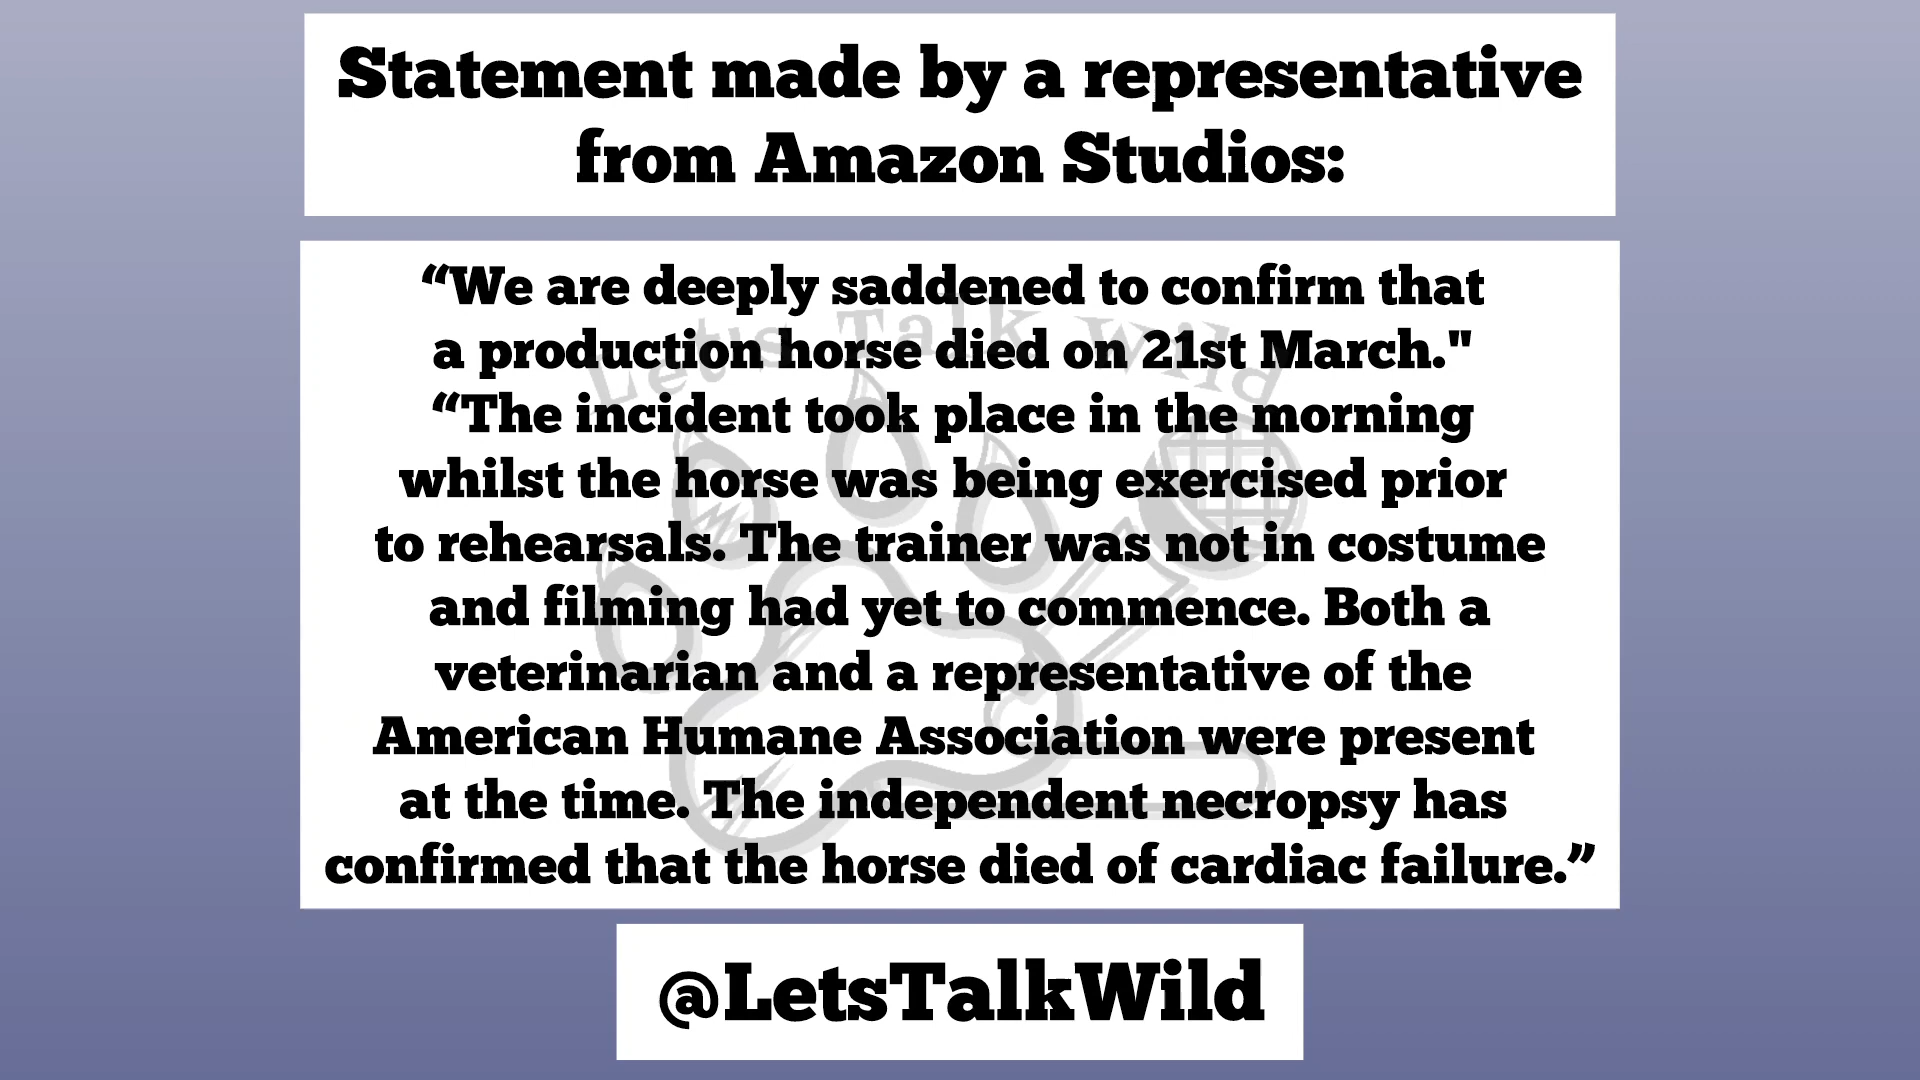 Statement made by a representative
from Amazon Studios:
“We are deeply saddened to confirm that
a production horse died on 21st March."
“The incident took place in the morning
whilst the horse was being exercised prior
to rehearsals. The trainer was not in costume
and filming had yet to commence. Both a
veterinarian and a representative of the
American Humane Association were present
at the time. The independent necropsy has
confirmed that the horse died of cardiac failure.”
Let's Talk Wild
@LetsTalkWild